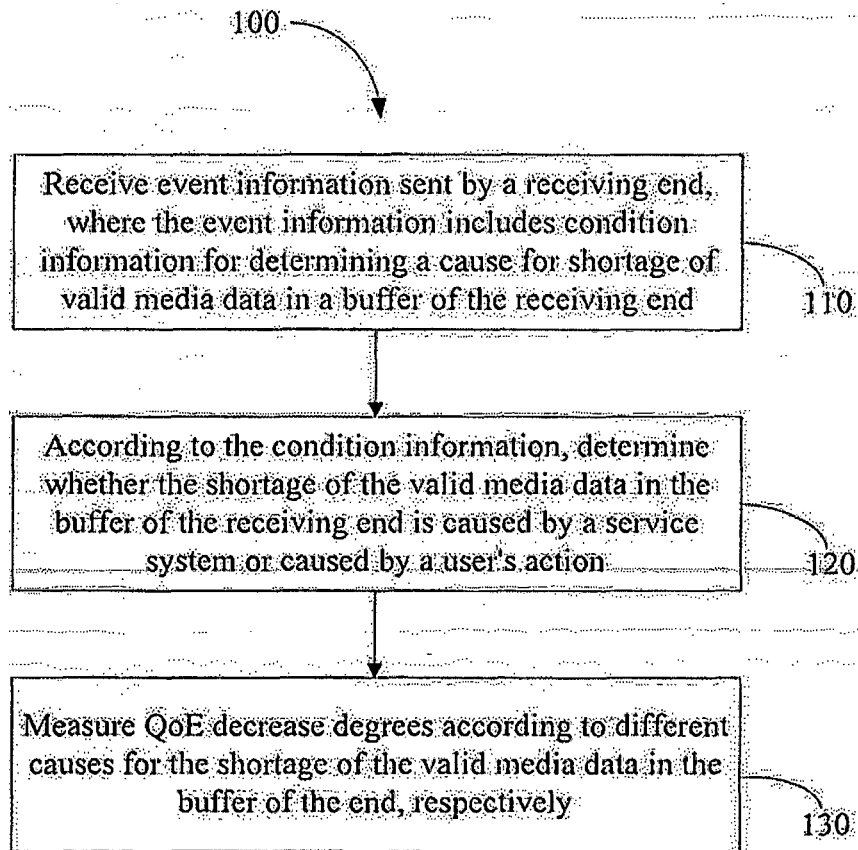 100
Receive event information sent by a receiving end,
where the event information includes condition
information for determining a cause for shortage of
valid media data in a buffer of the receiving end
110
According to the condition information, determine
whether the shortage of the valid media data in the
buffer of the receiving end is caused by a service
system or caused by a user's action
120
Measure QoE decrease degrees according to different
causes for the shortage of the valid media data in the
buffer of the end, respectively
130